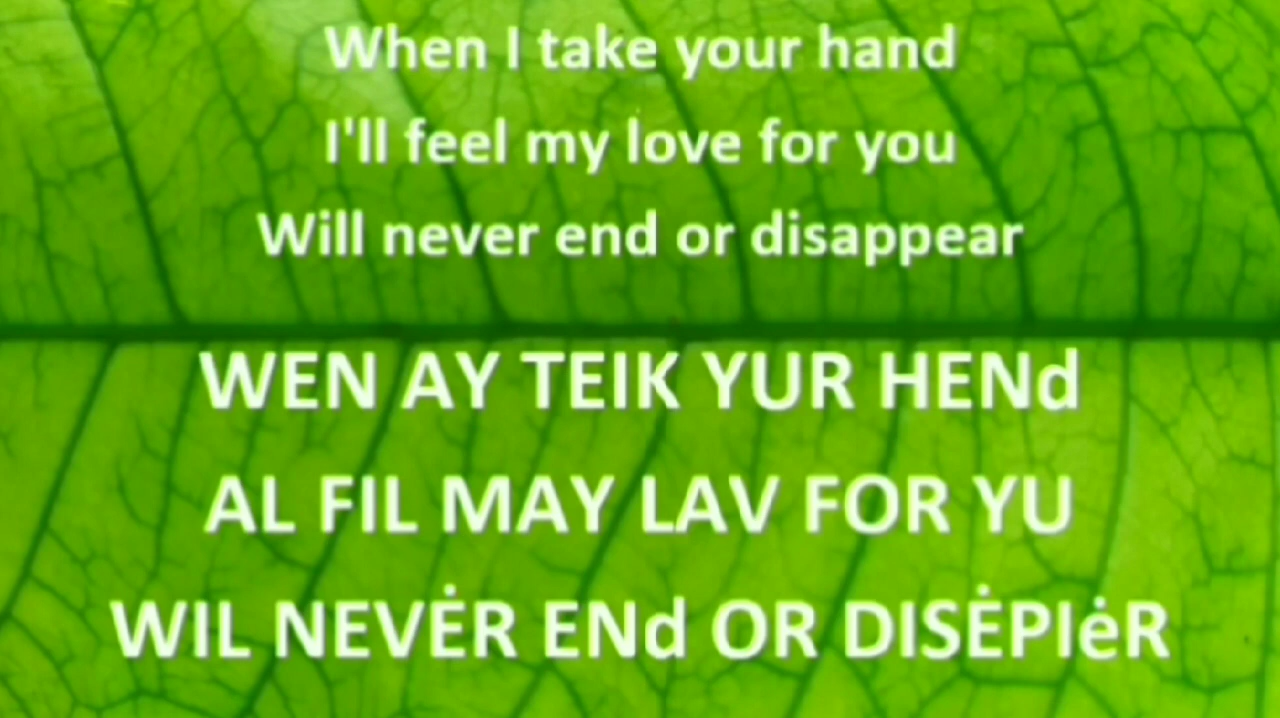 When I take your hand
I'll feel my love for you
Will never end or disappear
WEN AY TEIK YUR HENd
AL FIL MAY LAV FOR YU
WIL NEVĖR ENd OR DISĖPIėR